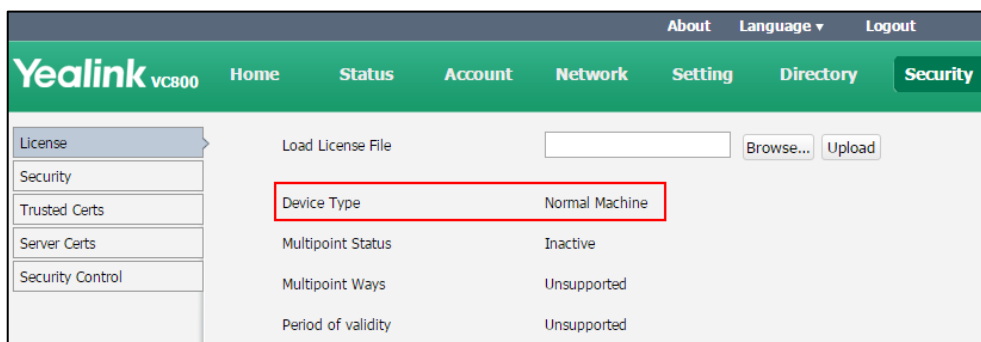 About Language Logout
Yealink VC800 Home Status Account Network Setting Directory Security
License
Security
Trusted Certs
Server Certs
Security Control
Load License File Browse... Upload
Device Type Normal Machine
Multipoint Status Inactive
Multipoint Ways Unsupported
Period of validity Unsupported